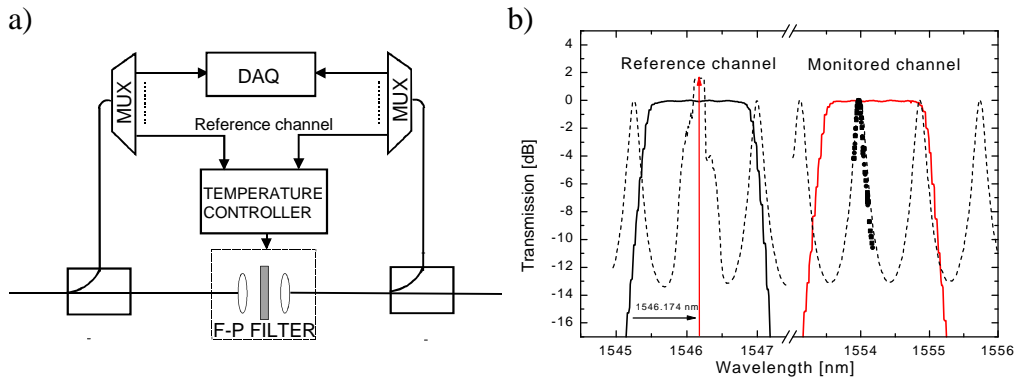 a)
MUX
DAQ
MUX
Reference channel
TEMPERATURE
CONTROLLER
F-P FILTER
b)
Reference channel
Monitored channel
Transmission [dB]
4
2
0
-2
-4
-6
-8
-10
-12
-14
-16
1546.174 nm
1545
1546
1547
1554
1555
1556
Wavelength [nm]